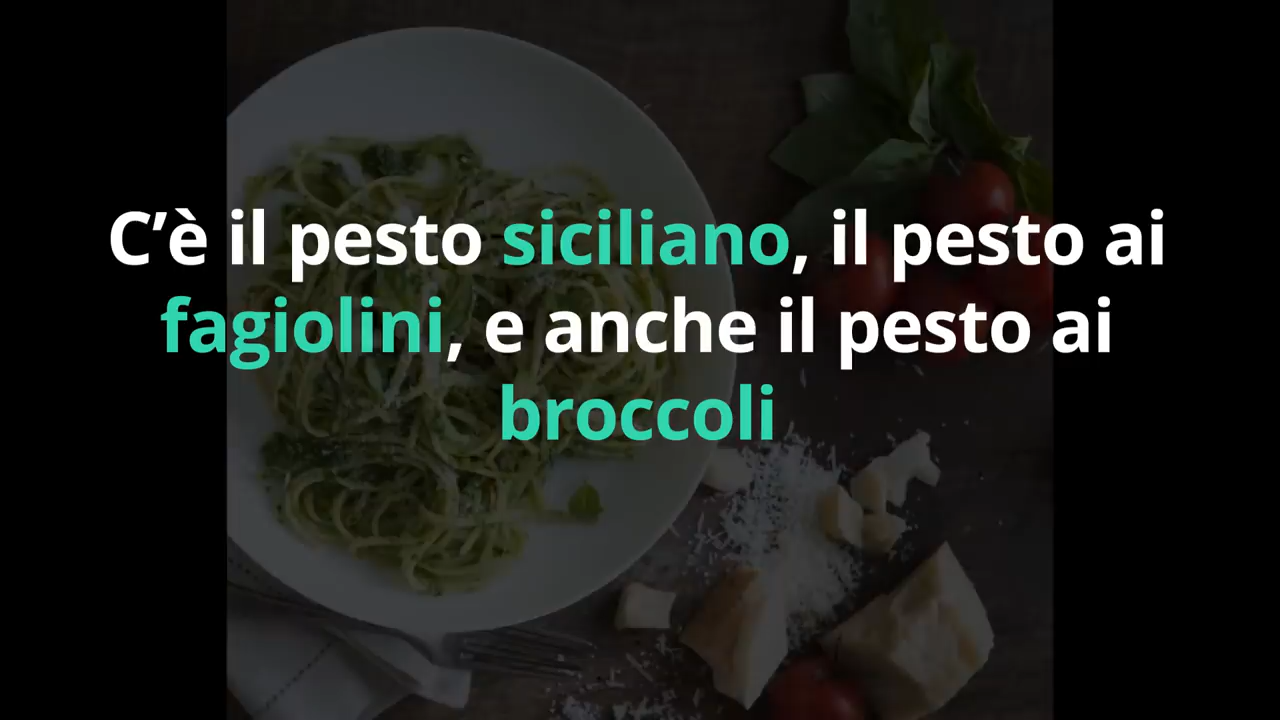 C’è il pesto siciliano, il pesto ai
fagiolini, e anche il pesto ai
broccoli